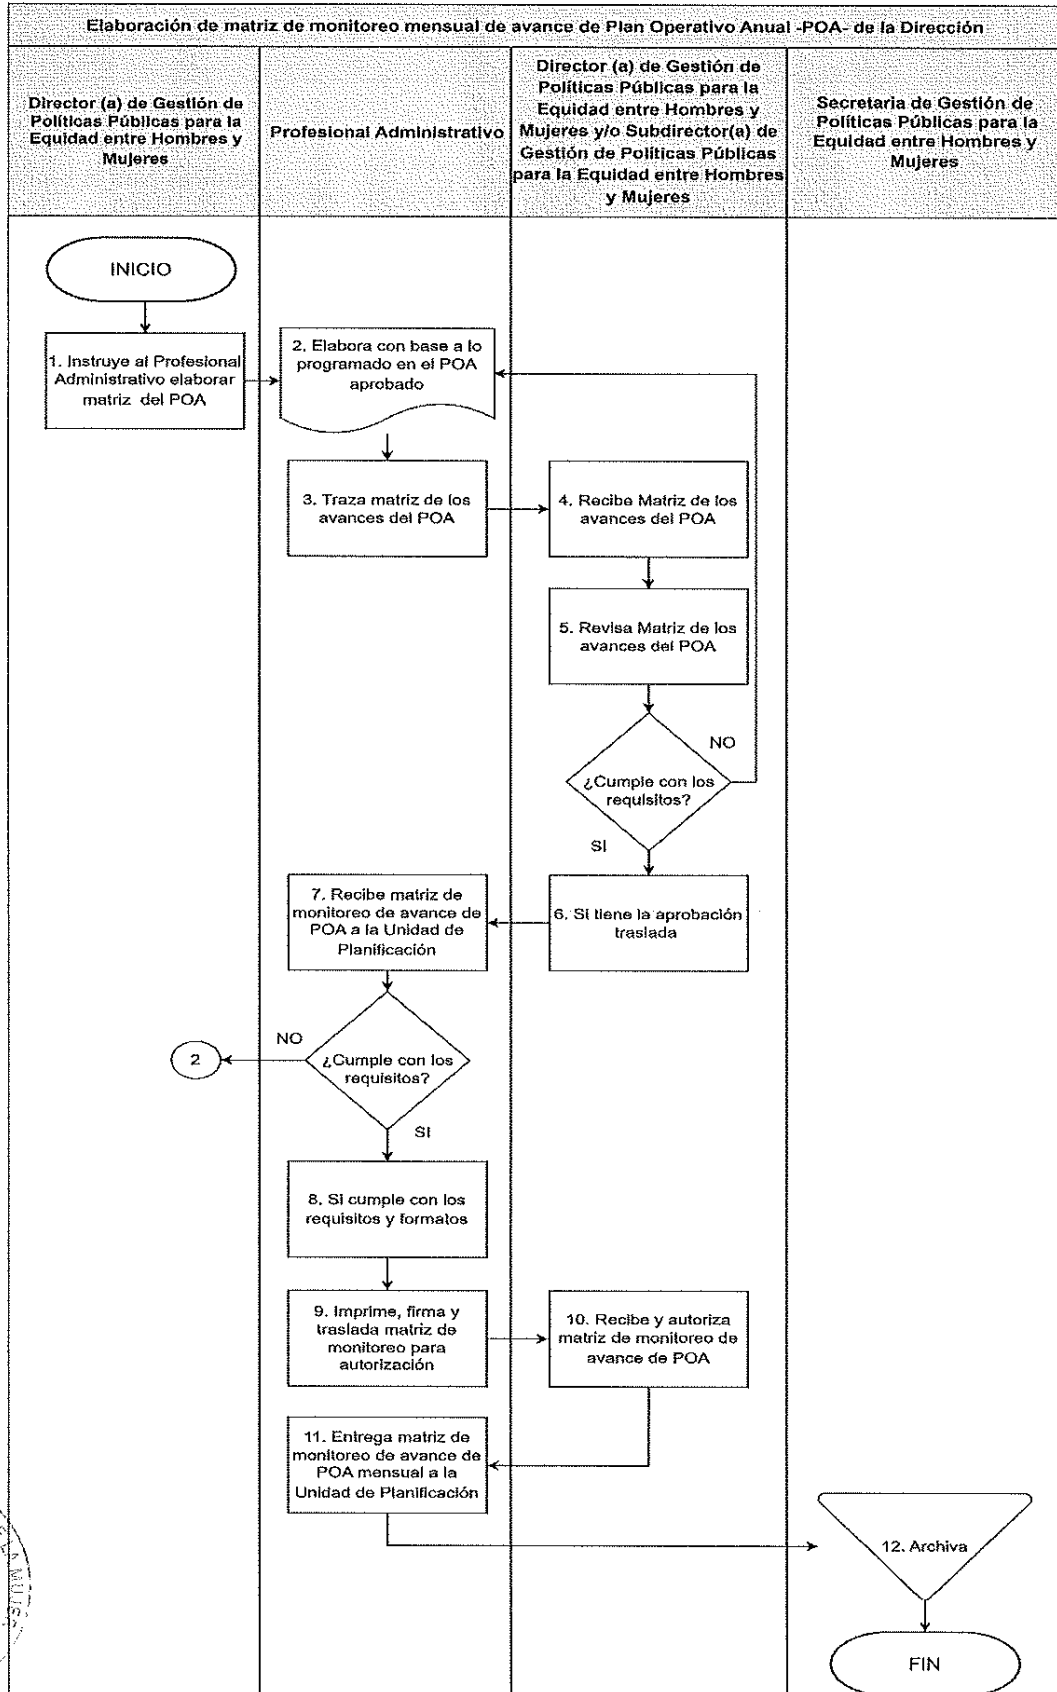 Elaboración de matriz de monitoreo mensual de avance de Plan Operativo Anual -POA- de la Dirección
Director (a) de Gestión de
Políticas Públicas para la
Equidad entre Hombres y
Mujeres
Profesional Administrativo
Director (a) de Gestión de
Políticas Públicas para la
Equidad entre Hombres y
Mujeres y/o Subdirector(a) de
Gestión de Políticas Públicas
para la Equidad entre Hombres
y Mujeres
Secretaria de Gestión de
Políticas Públicas para la
Equidad entre Hombres y
Mujeres
INICIO
1. Instruye al Profesional
Administrativo elaborar
matriz del POA
2. Elabora con base a lo
programado en el POA
aprobado
3. Traza matriz de los
avances del POA
4. Recibe Matriz de los
avances del POA
5. Revisa Matriz de los
avances del POA
NO
¿Cumple con los
requisitos?
SI
6. Si tiene la aprobación
traslada
7. Recibe matriz de
monitoreo de avance de
POA a la Unidad de
Planificación
NO
2
¿Cumple con los
requisitos?
SI
8. Si cumple con los
requisitos y formatos
9. Imprime, firma y
traslada matriz de
monitoreo para
autorización
10. Recibe y autoriza
matriz de monitoreo de
avance de POA
11. Entrega matriz de
monitoreo de avance de
POA mensual a la
Unidad de Planificación
12. Archiva
FIN
LA MUJER